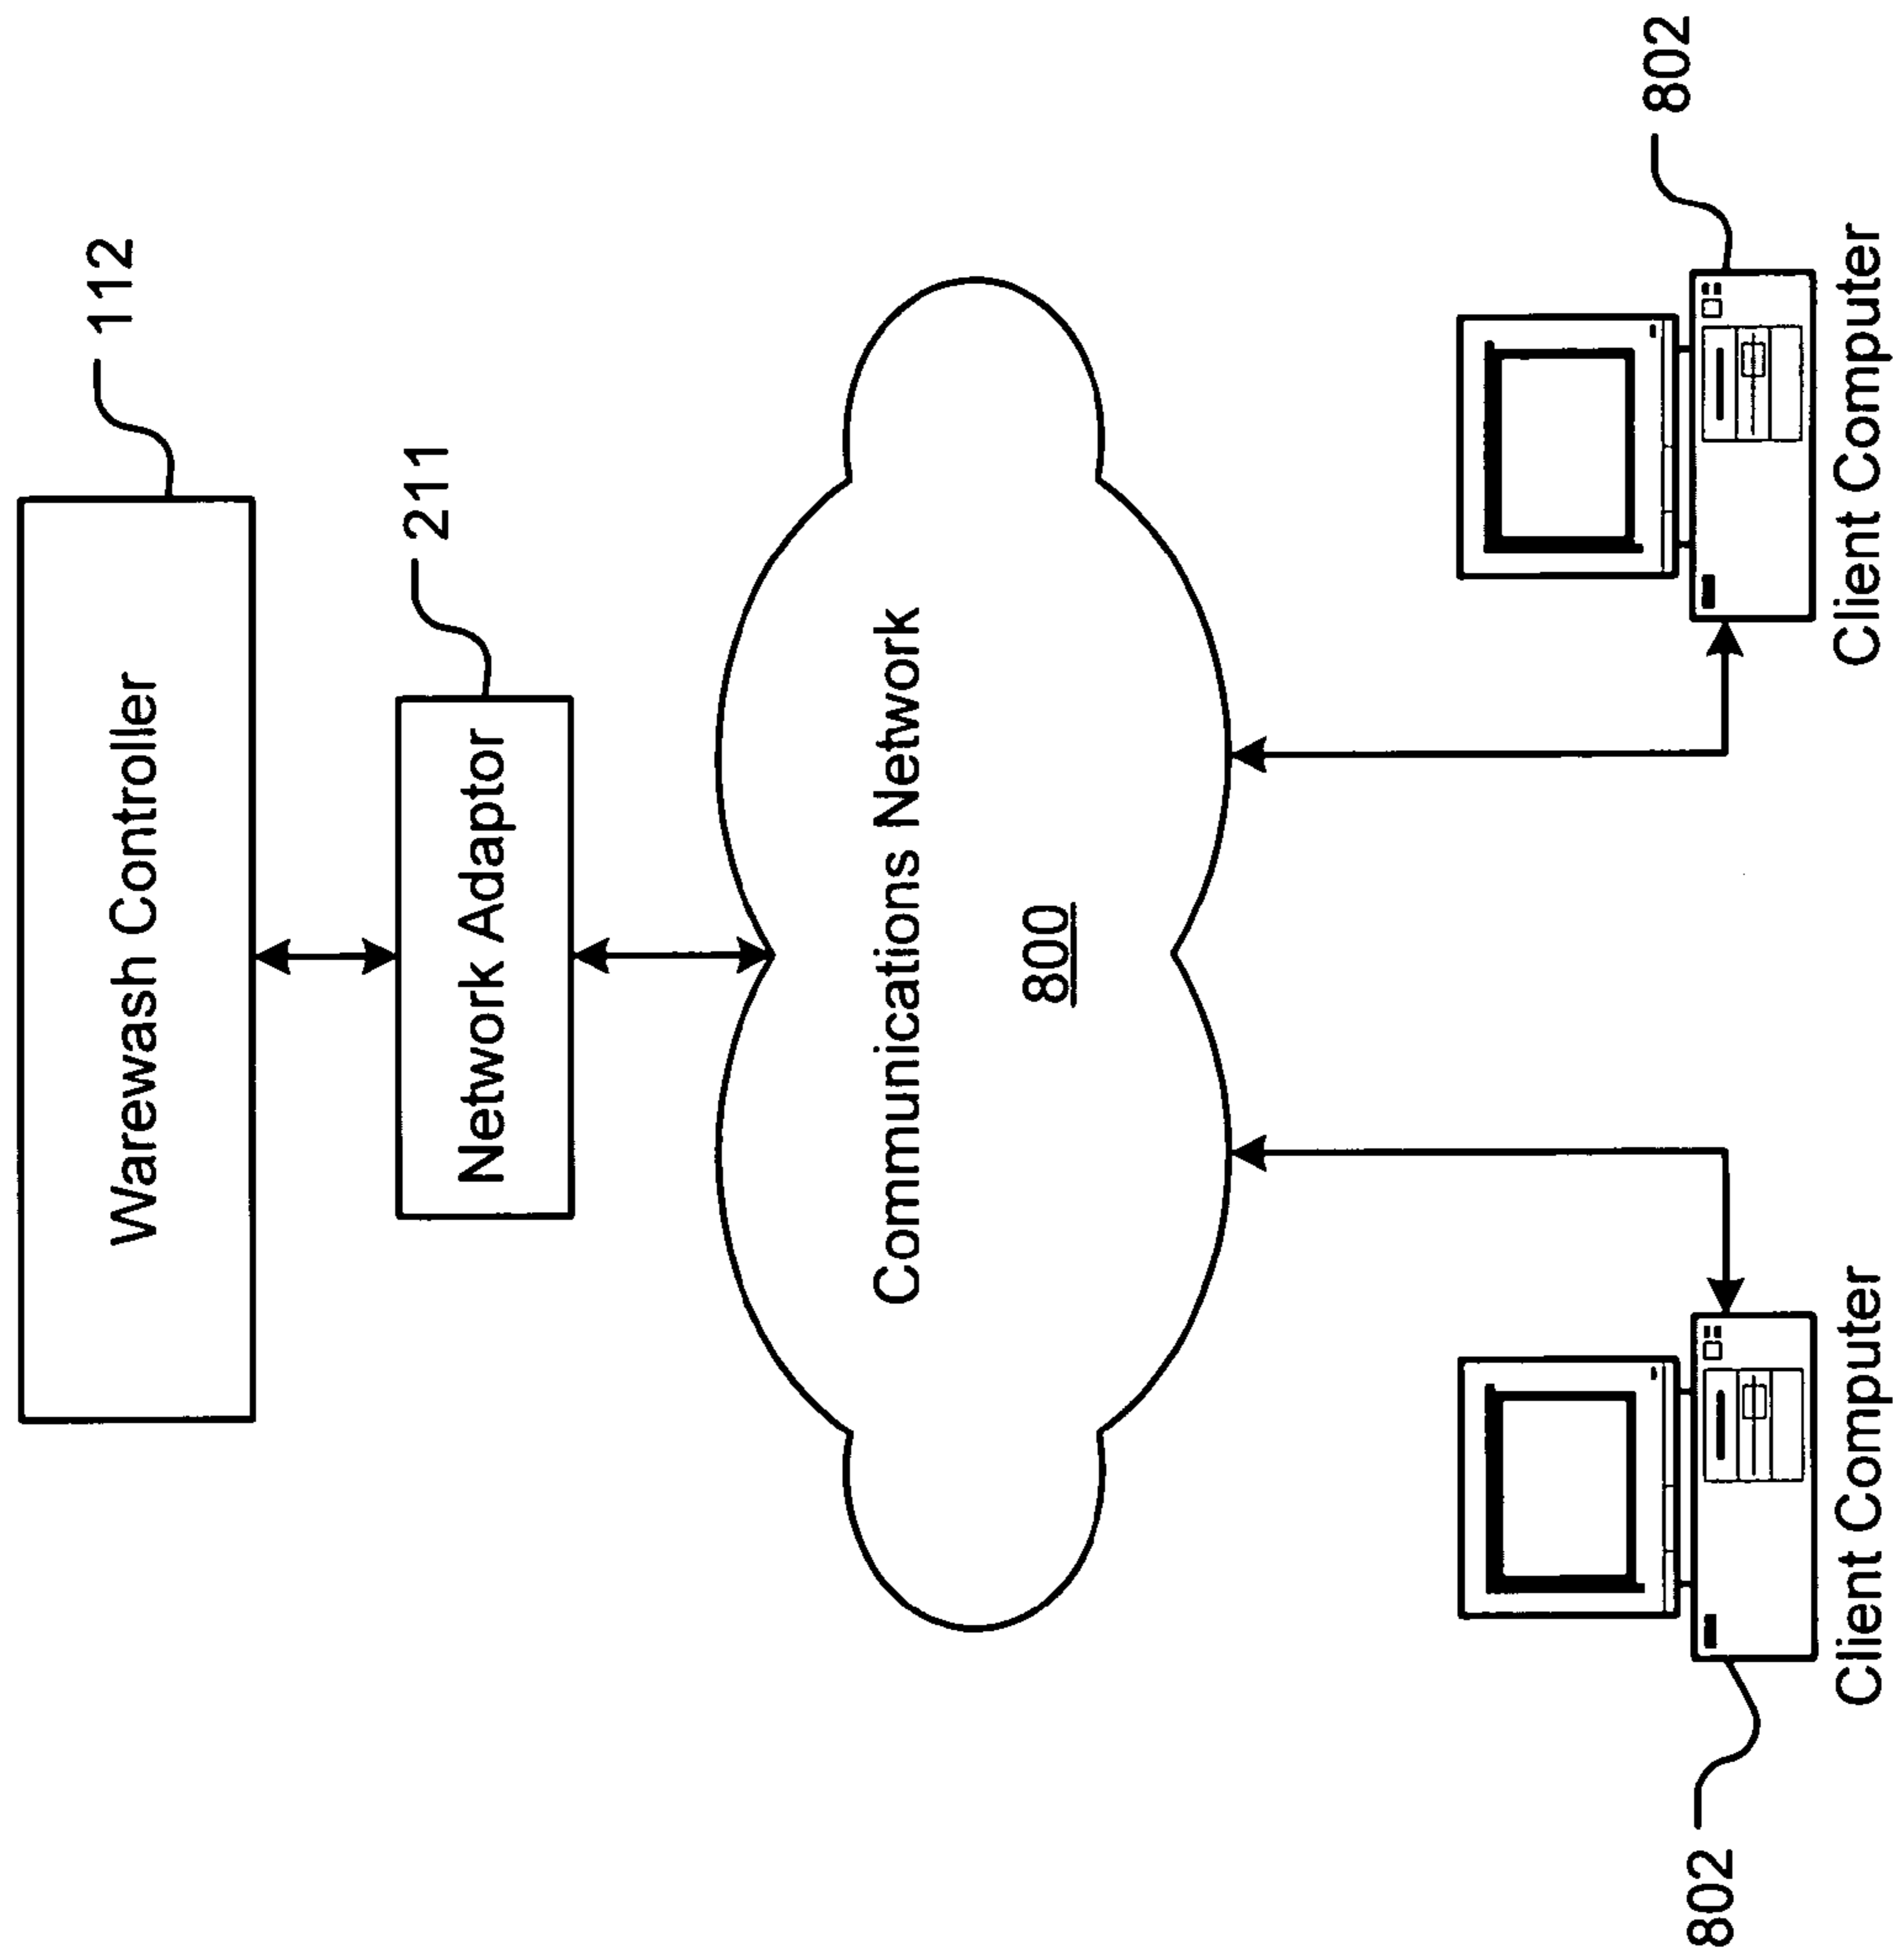 112
Warewash Controller
211
Network Adaptor
Communications Network
800
802
802
Client Computer
Client Computer